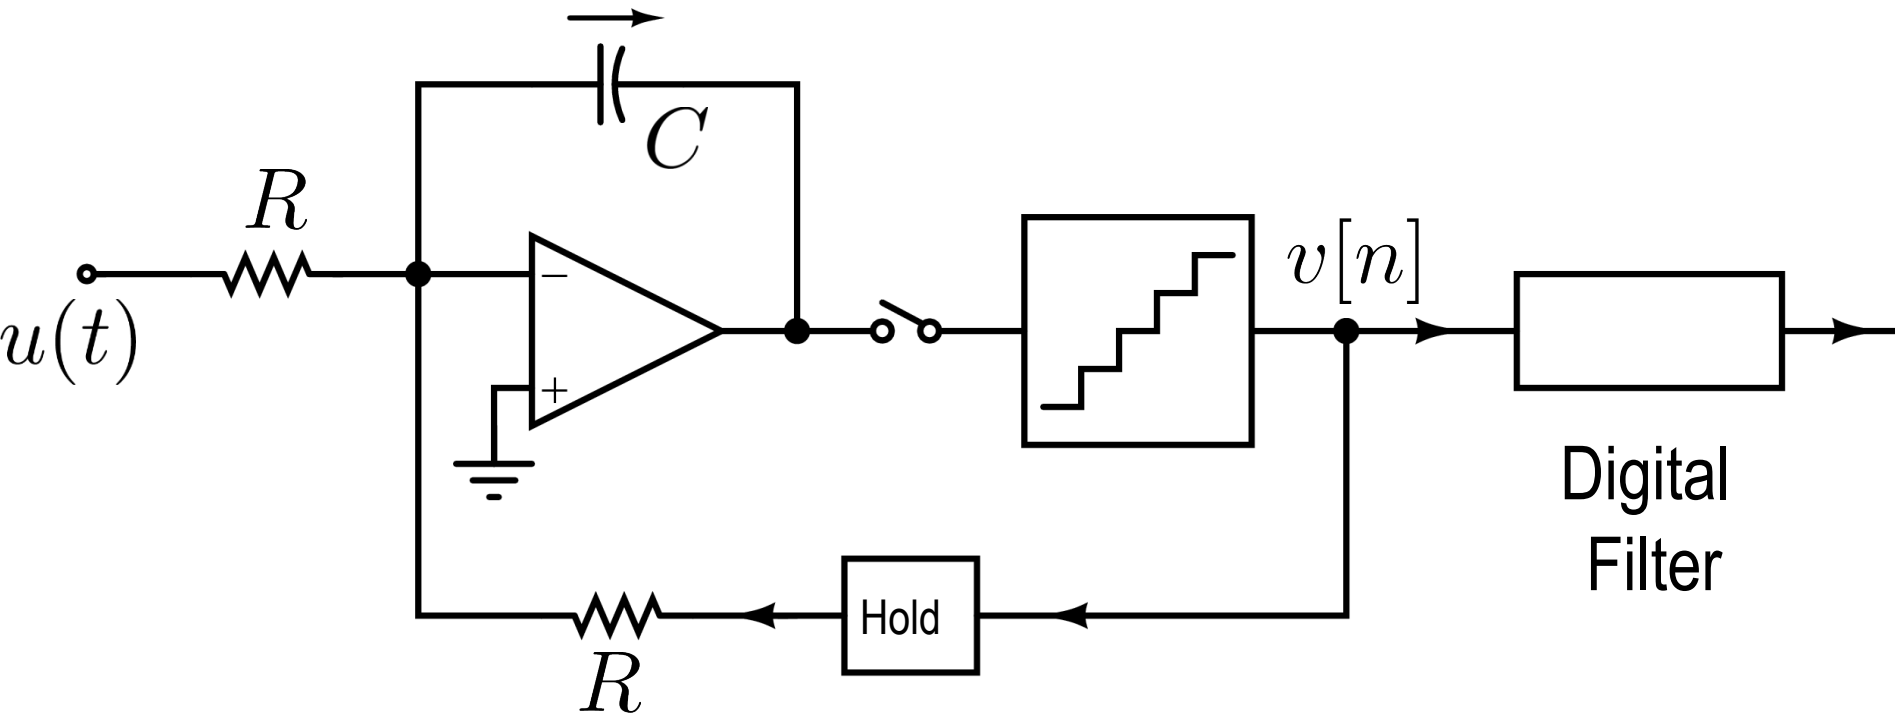 C
R
−
u(t)
+
v[n]
Digital
Filter
Hold
R